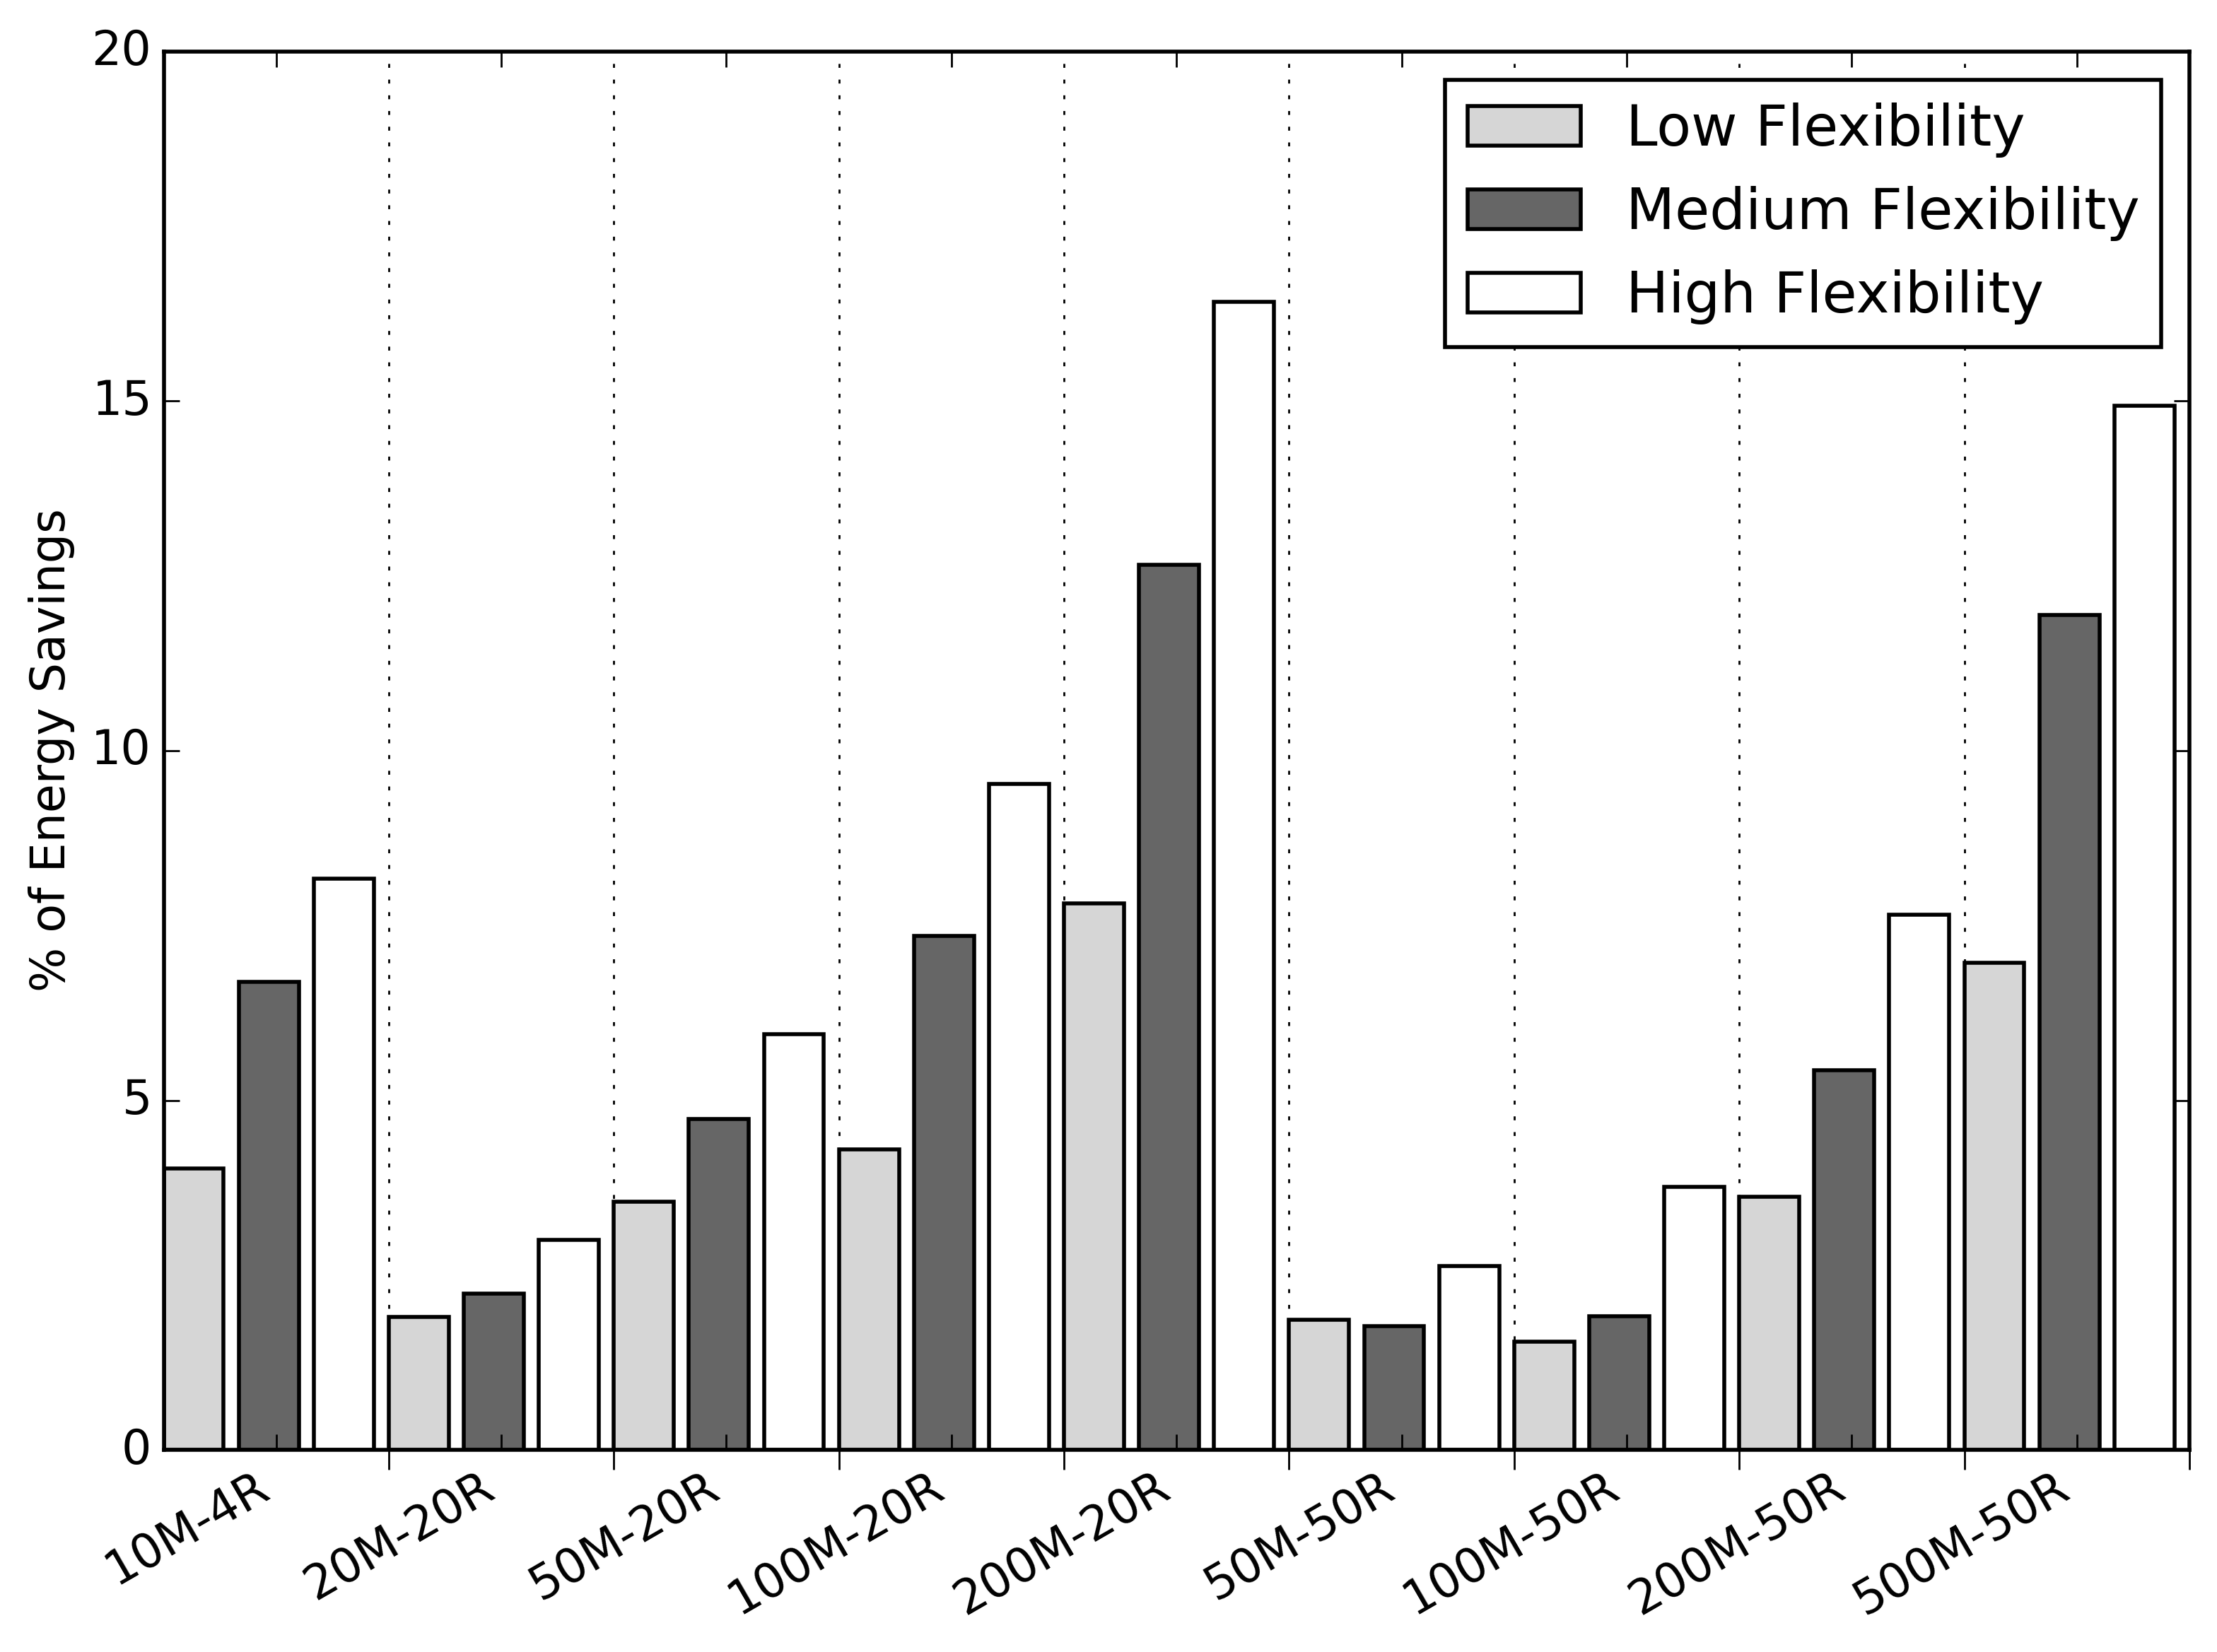 20
15
10
5
0
% of Energy Savings
Low Flexibility
Medium Flexibility
High Flexibility
10M-4R
20M-20R
50M-20R
100M-20R
200M-20R
50M-50R
100M-50R
200M-50R
500M-50R